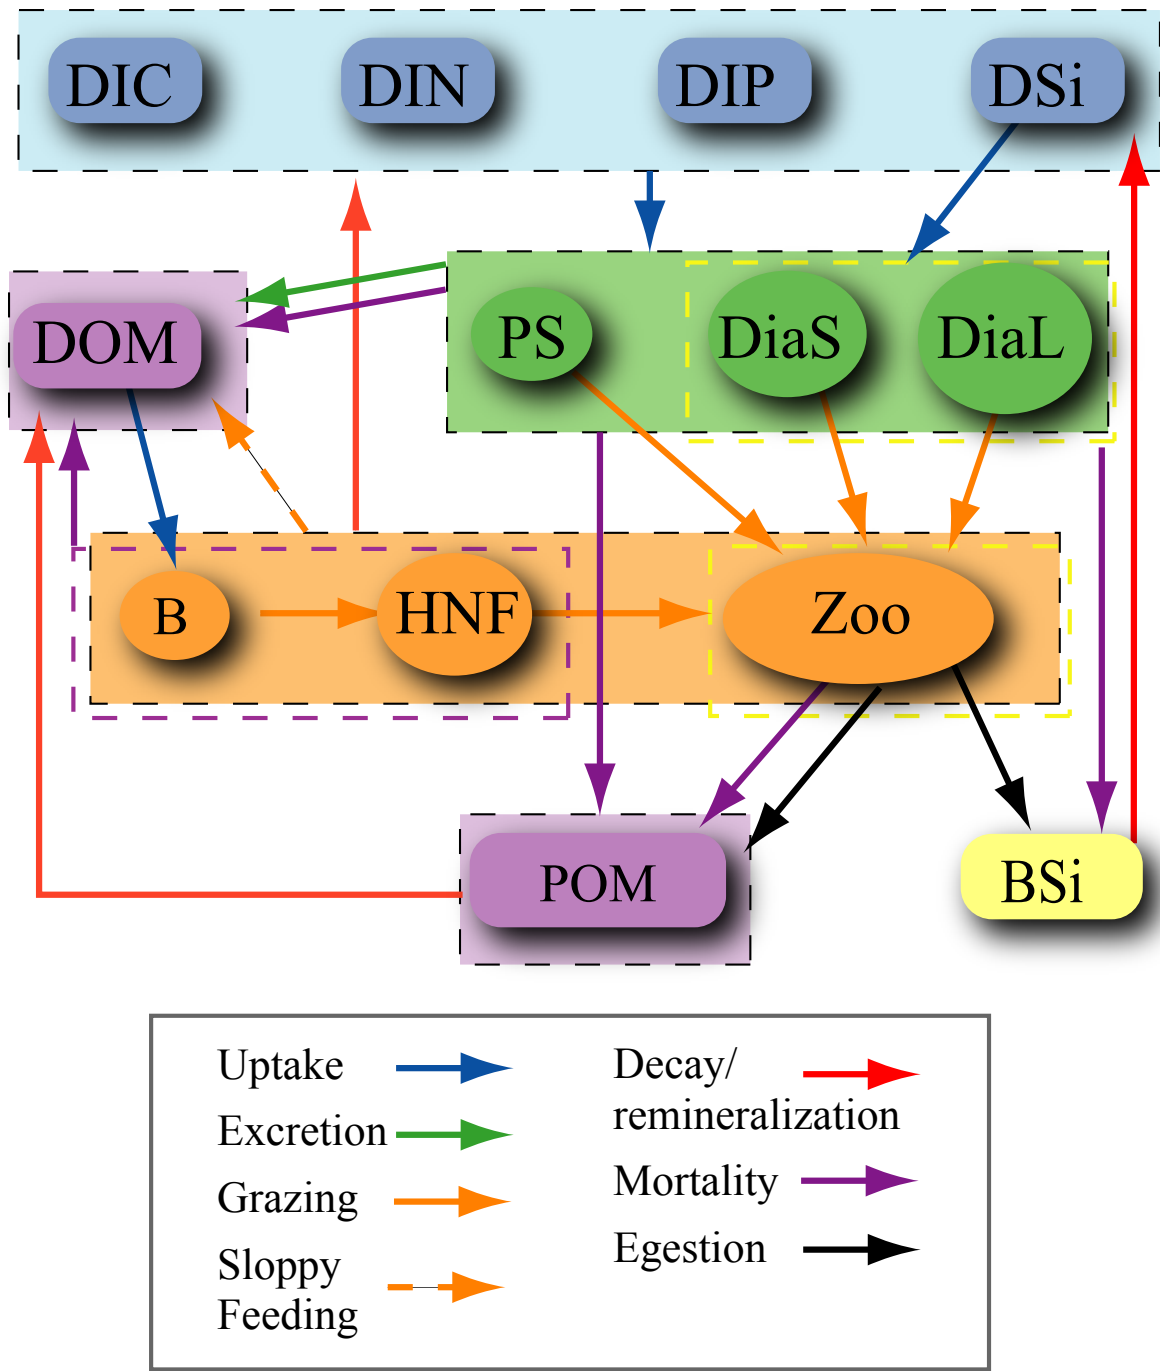 DIC DIN DIP DSi
DOM PS DiaS DiaL
B HNF Zoo
POM BSi
Uptake
Excretion
Grazing
Sloppy
Feeding
Decay/
remineralization
Mortality
Egestion